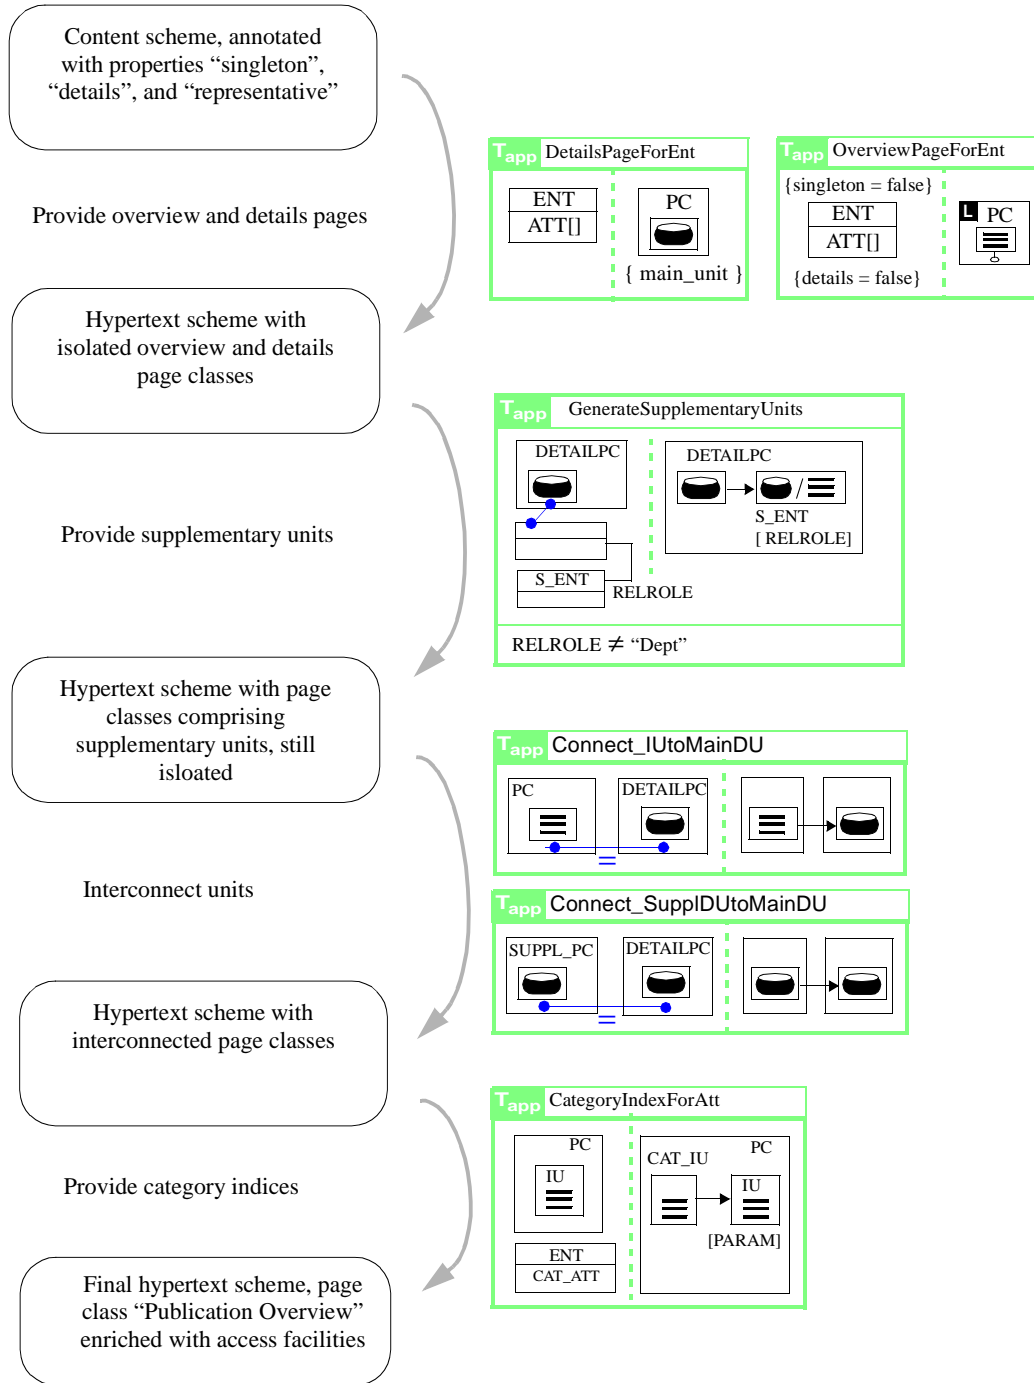 Content scheme, annotated
with properties “singleton”,
“details”, and “representative”
Provide overview and details pages
Tapp DetailsPageForEnt
ENT
ATT[]
PC
{ main_unit }
Tapp OverviewPageForEnt
{singleton = false}
ENT
ATT[]
{details = false}
L PC
Hypertext scheme with
isolated overview and details
page classes
Provide supplementary units
Tapp GenerateSupplementaryUnits
DETAILPC
S_ENT
RELROLE
DETAILPC
/
S_ENT
[ RELROLE]
RELROLE ≠ “Dept”
Hypertext scheme with page
classes comprising
supplementary units, still
isloated
Interconnect units
Tapp Connect_IUtoMainDU
PC
DETAILPC
=
Tapp Connect_SupplDUtoMainDU
SUPPL_PC
DETAILPC
=
Hypertext scheme with
interconnected page classes
Provide category indices
Tapp CategoryIndexForAtt
PC
IU
ENT
CAT_ATT
PC
CAT_IU
IU
[PARAM]
Final hypertext scheme, page
class “Publication Overview”
enriched with access facilities